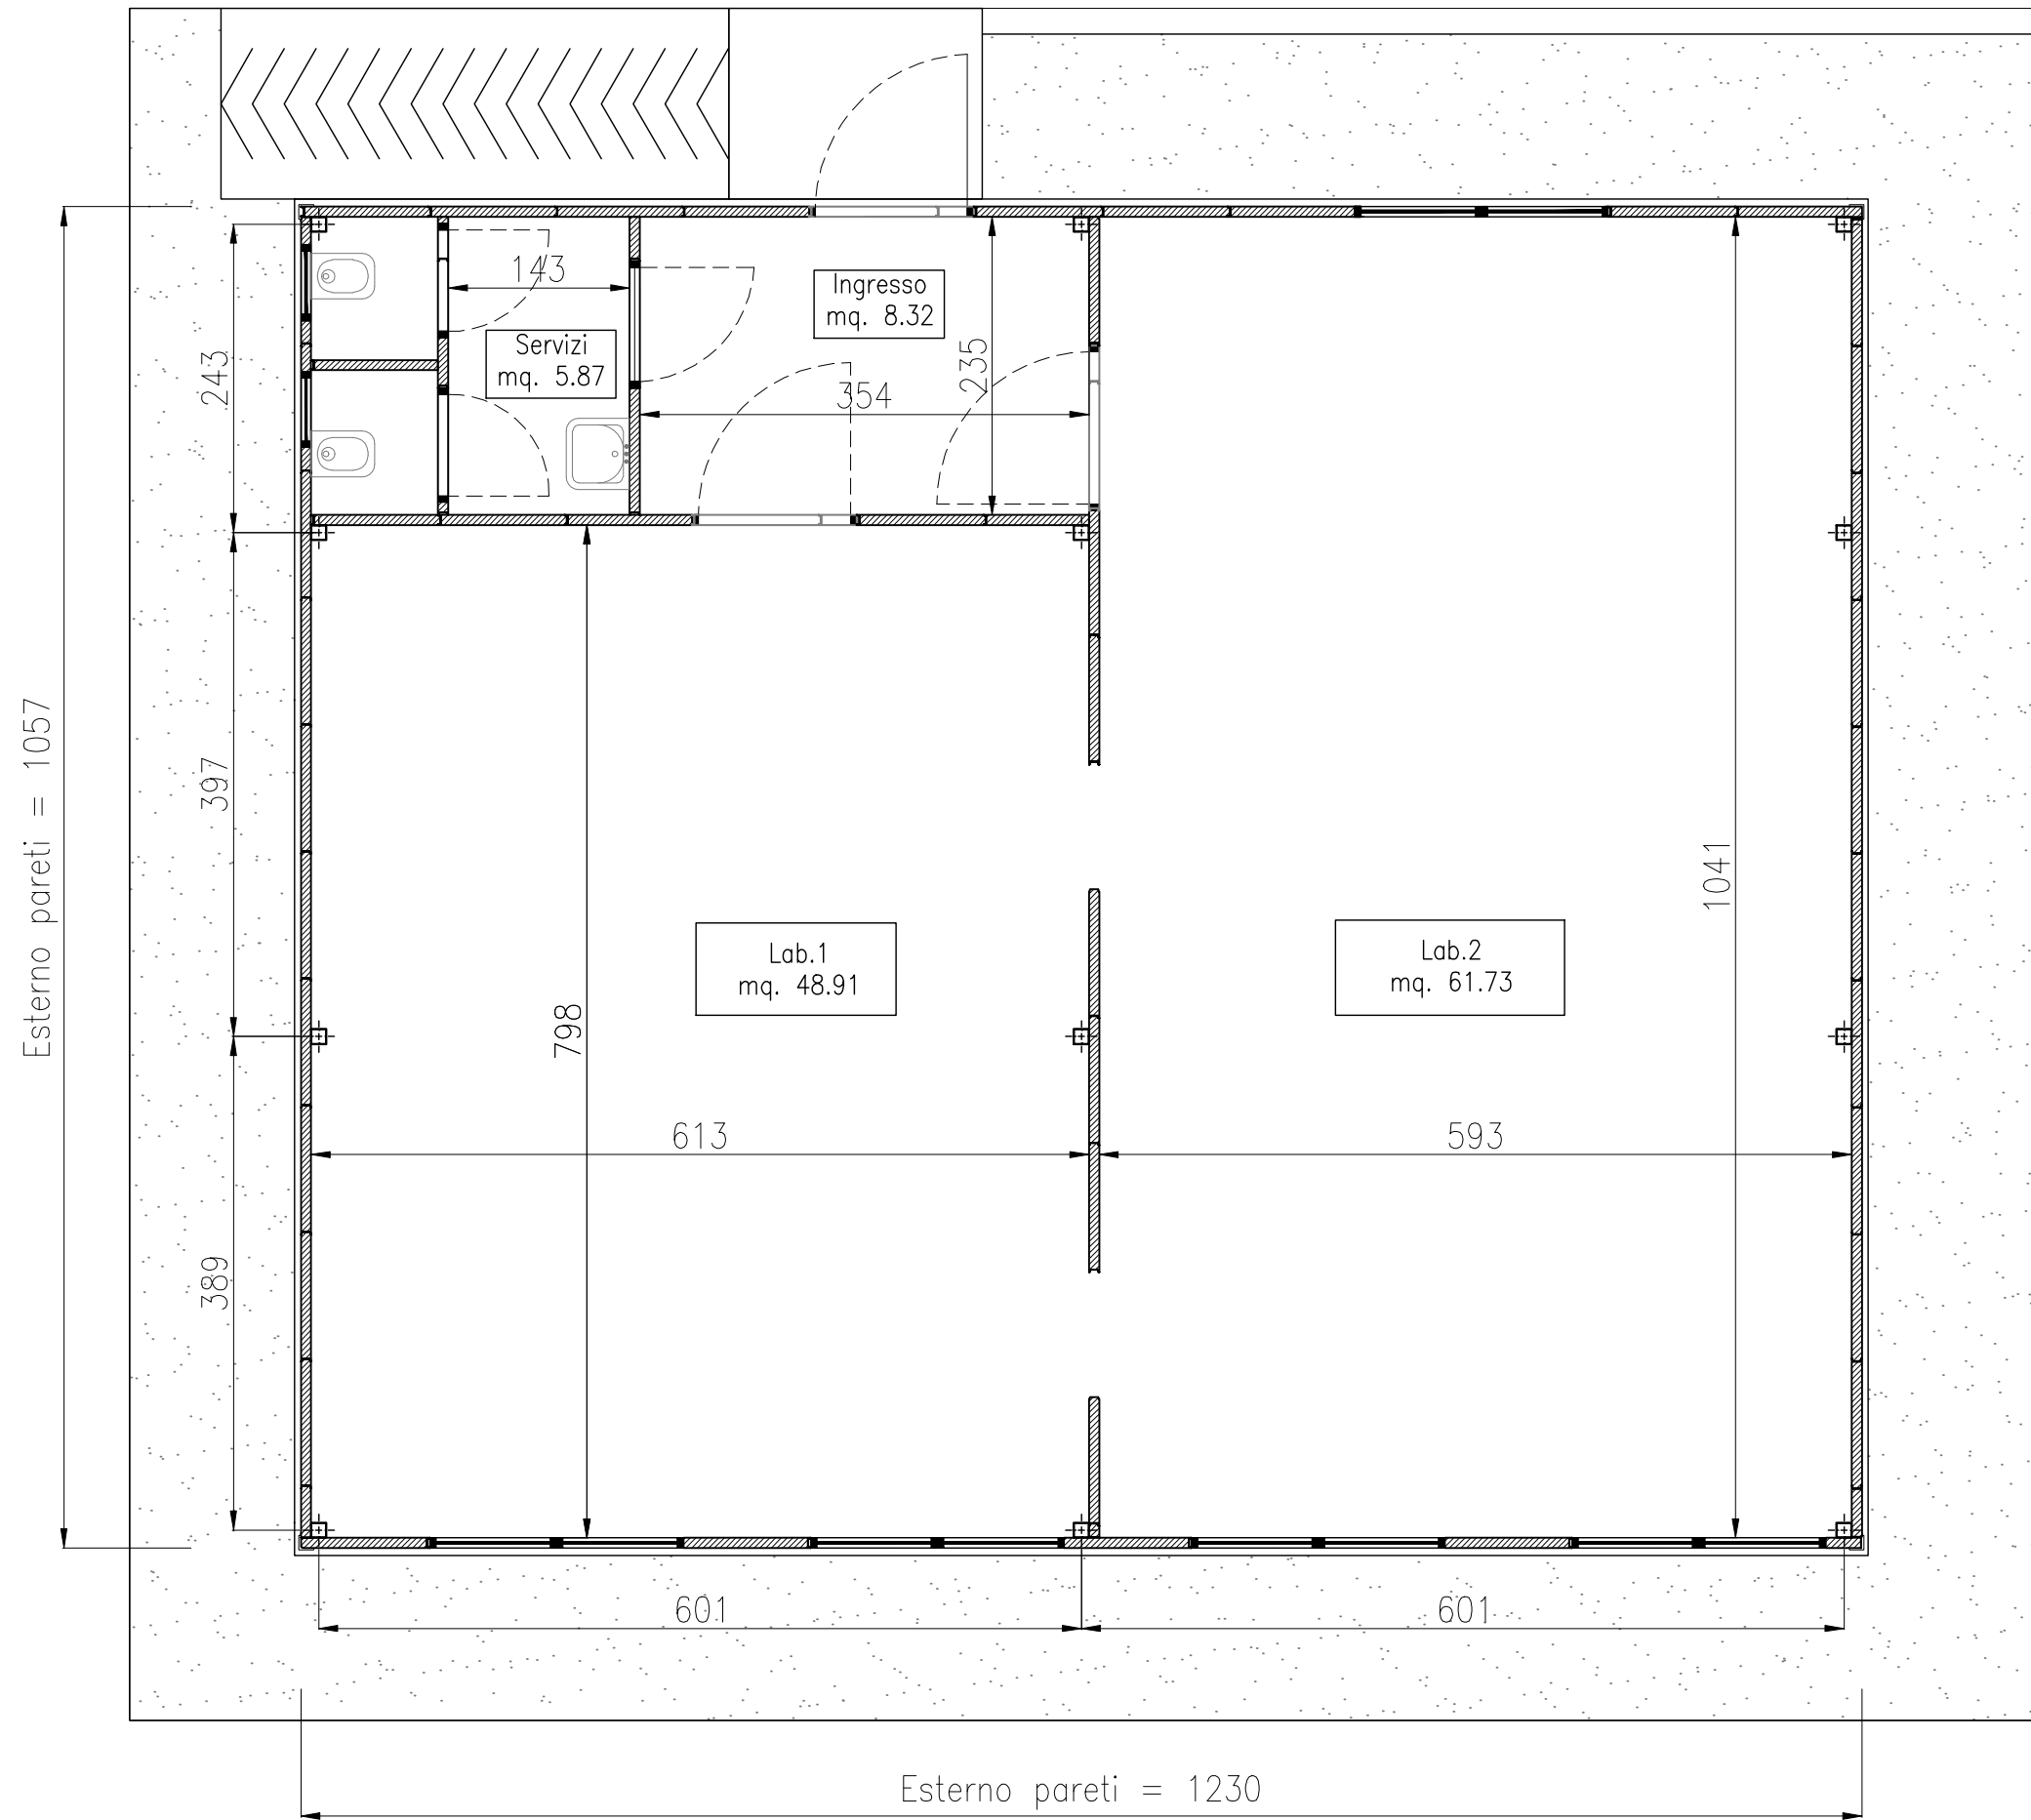 143
Ingresso
mq. 8.32
Servizi
mq. 5.87
235
243
354
Esterno pareti = 1057
397
1041
Lab.1
mq. 48.91
Lab.2
mq. 61.73
798
613
593
389
601
601
Esterno pareti = 1230